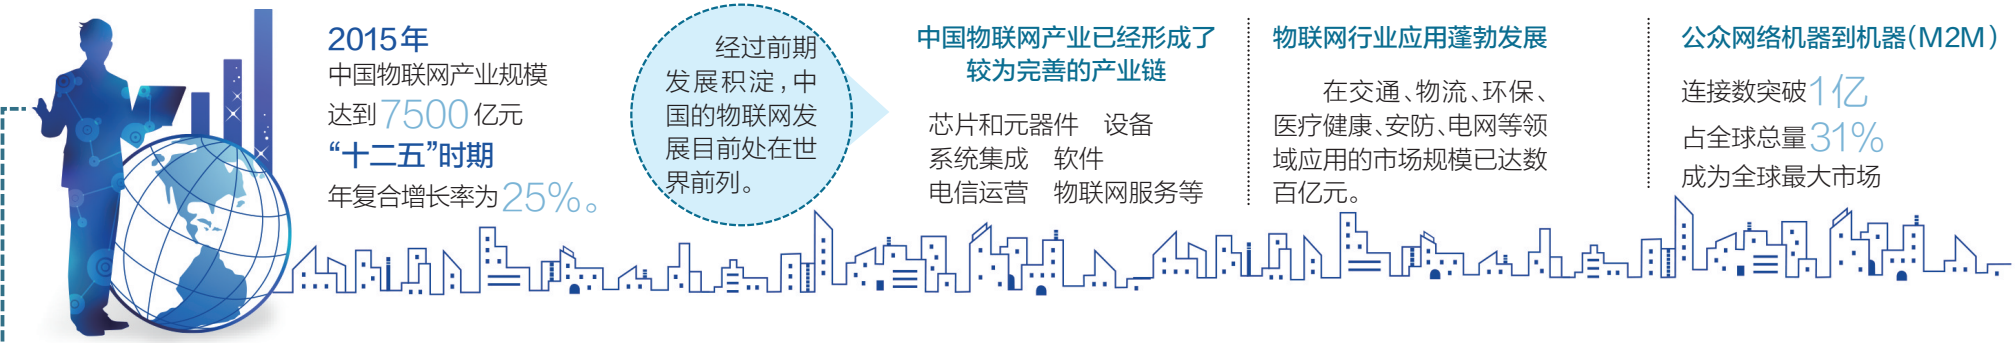 2015年
中国物联网产业规模
达到7500亿元
“十二五”时期
年复合增长率为25%。
经过前期
发展积淀,中
国的物联网发
展目前处在世
界前列。
中国物联网产业已经形成了
较为完善的产业链
芯片和元器件 设备
系统集成 软件
电信运营 物联网服务等
物联网行业应用蓬勃发展
在交通、物流、环保、
医疗健康、安防、电网等领
域应用的市场规模已达数
百亿元。
公众网络机器到机器(M2M)
连接数突破1亿
占全球总量31%
成为全球最大市场